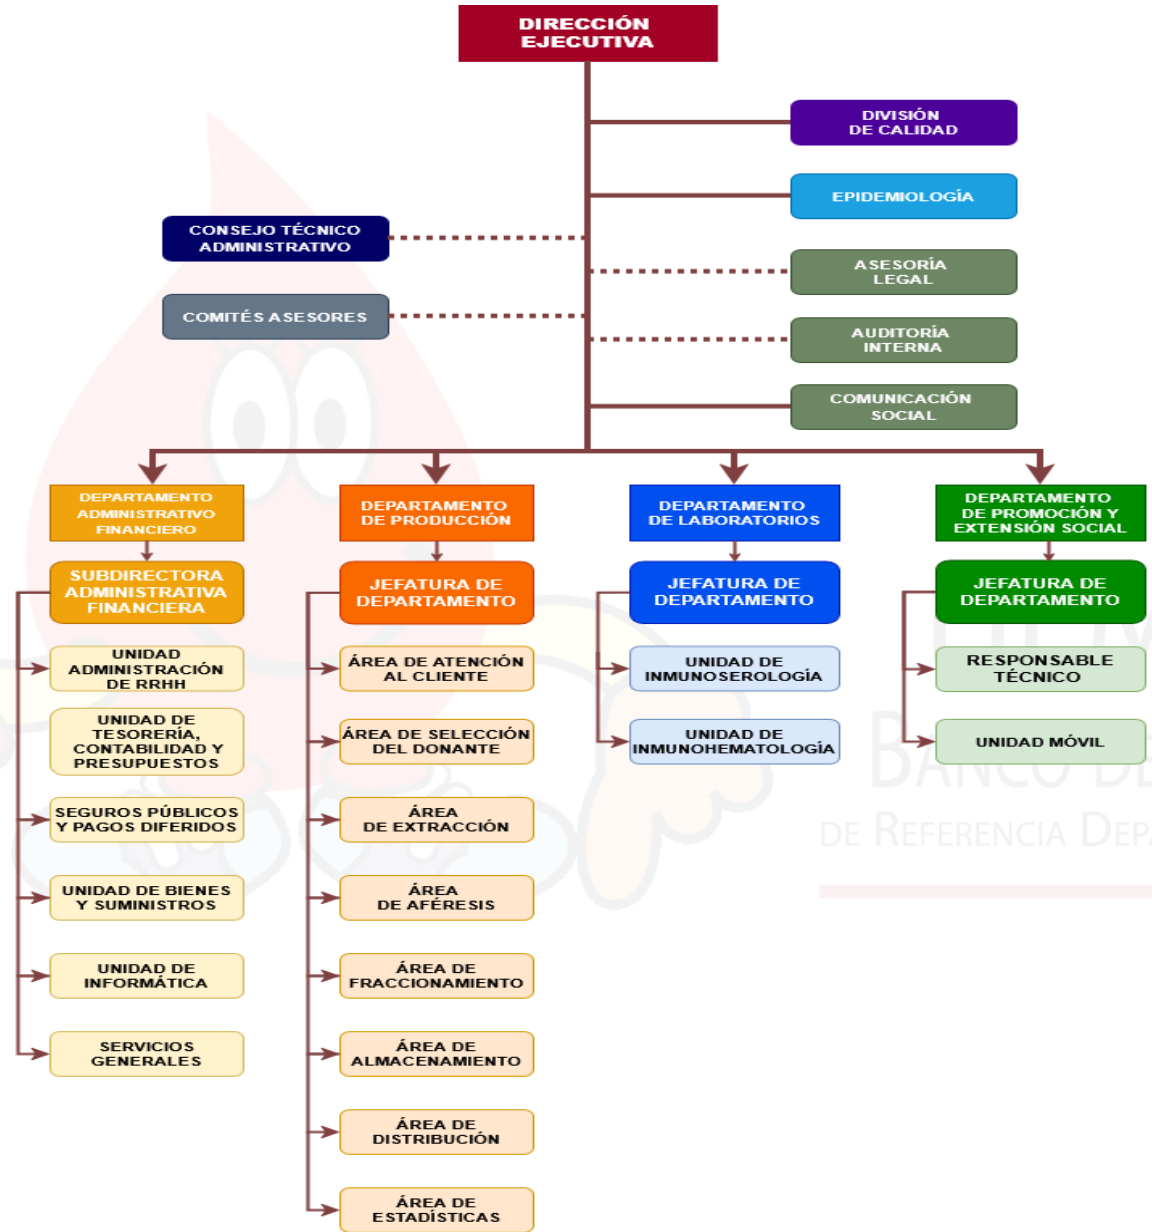 DIRECCIÓN
EJECUTIVA
DIVISIÓN
DE CALIDAD
EPIDEMIOLOGÍA
CONSEJO TÉCNICO
ADMINISTRATIVO
ASESORÍA
LEGAL
COMITÉS ASESORES
AUDITORÍA
INTERNA
COMUNICACIÓN
SOCIAL
DEPARTAMENTO
ADMINISTRATIVO
FINANCIERO
DEPARTAMENTO
DE PRODUCCIÓN
DEPARTAMENTO
DE LABORATORIOS
DEPARTAMENTO
DE PROMOCIÓN Y
EXTENSIÓN SOCIAL
SUBDIRECTORA
ADMINISTRATIVA
FINANCIERA
JEFATURA DE
DEPARTAMENTO
JEFATURA DE
DEPARTAMENTO
JEFATURA DE
DEPARTAMENTO
UNIDAD
ADMINISTRACIÓN
DE RRHH
ÁREA DE ATENCIÓN
AL CLIENTE
UNIDAD DE
INMUNOSEROLOGÍA
RESPONSABLE
TÉCNICO
UNIDAD DE
TESORERÍA,
CONTABILIDAD Y
PRESUPUESTOS
ÁREA DE SELECCIÓN
DEL DONANTE
UNIDAD DE
INMUNOHEMATOLOGÍA
UNIDAD MÓVIL
SEGUROS PÚBLICOS
Y PAGOS DIFERIDOS
ÁREA
DE EXTRACCIÓN
UNIDAD DE BIENES
Y SUMINISTROS
ÁREA
DE AFÉRESIS
UNIDAD DE
INFORMÁTICA
ÁREA DE
FRACCIONAMIENTO
SERVICIOS
GENERALES
ÁREA DE
ALMACENAMIENTO
ÁREA DE
DISTRIBUCIÓN
ÁREA DE
ESTADÍSTICAS
BANCO DE
DE REFERENCIA DEPA